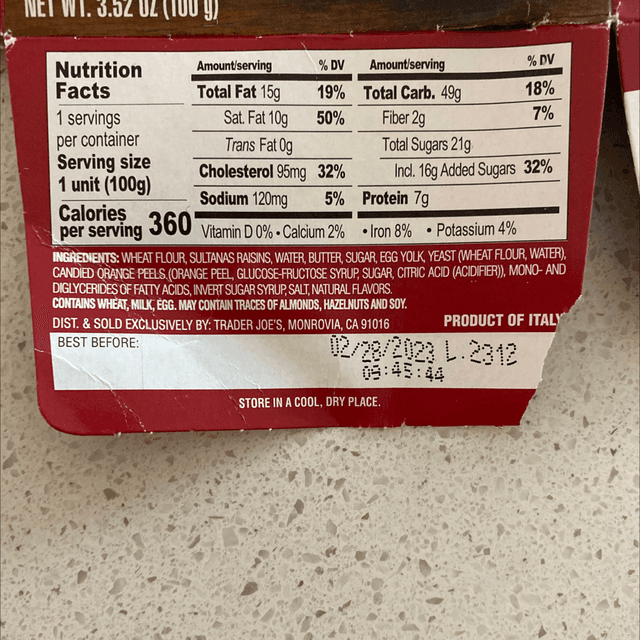 NET WT. 3.52 OZ (100 g)
Nutrition
Facts
1 servings
per container
Serving size
1 unit (100g)
Calories
per serving 360
Amount/serving % DV
Total Fat 15g 19%
Sat. Fat 10g 50%
Trans Fat 0g
Cholesterol 95mg 32%
Sodium 120mg 5%
Amount/serving % DV
Total Carb. 49g 18%
Fiber 2g 7%
Total Sugars 21g
Incl. 16g Added Sugars 32%
Protein 7g
Vitamin D 0% • Calcium 2% • Iron 8% • Potassium 4%
INGREDIENTS: WHEAT FLOUR, SULTANAS RAISINS, WATER, BUTTER, SUGAR, EGG YOLK, YEAST (WHEAT FLOUR, WATER),
CANDIED ORANGE PEELS,(ORANGE PEEL, GLUCOSE-FRUCTOSE SYRUP, SUGAR, CITRIC ACID (ACIDIFIER)), MONO- AND
DIGLYCERIDES OF FATTY ACIDS, INVERT SUGAR SYRUP, SALT, NATURAL FLAVORS.
CONTAINS WHEAT, MILK, EGG. MAY CONTAIN TRACES OF ALMONDS, HAZELNUTS AND SOY.
DIST. & SOLD EXCLUSIVELY BY: TRADER JOE'S, MONROVIA, CA 91016 PRODUCT OF ITALY
BEST BEFORE: 02/28/2023 L.2312
09:45:44
STORE IN A COOL, DRY PLACE.